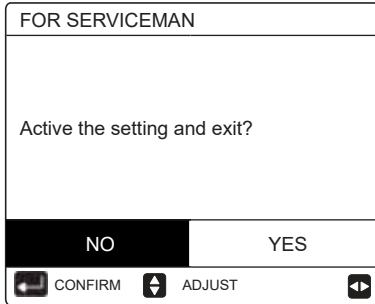 FOR SERVICEMAN
Active the setting and exit?
NO YES
CONFIRM ADJUST